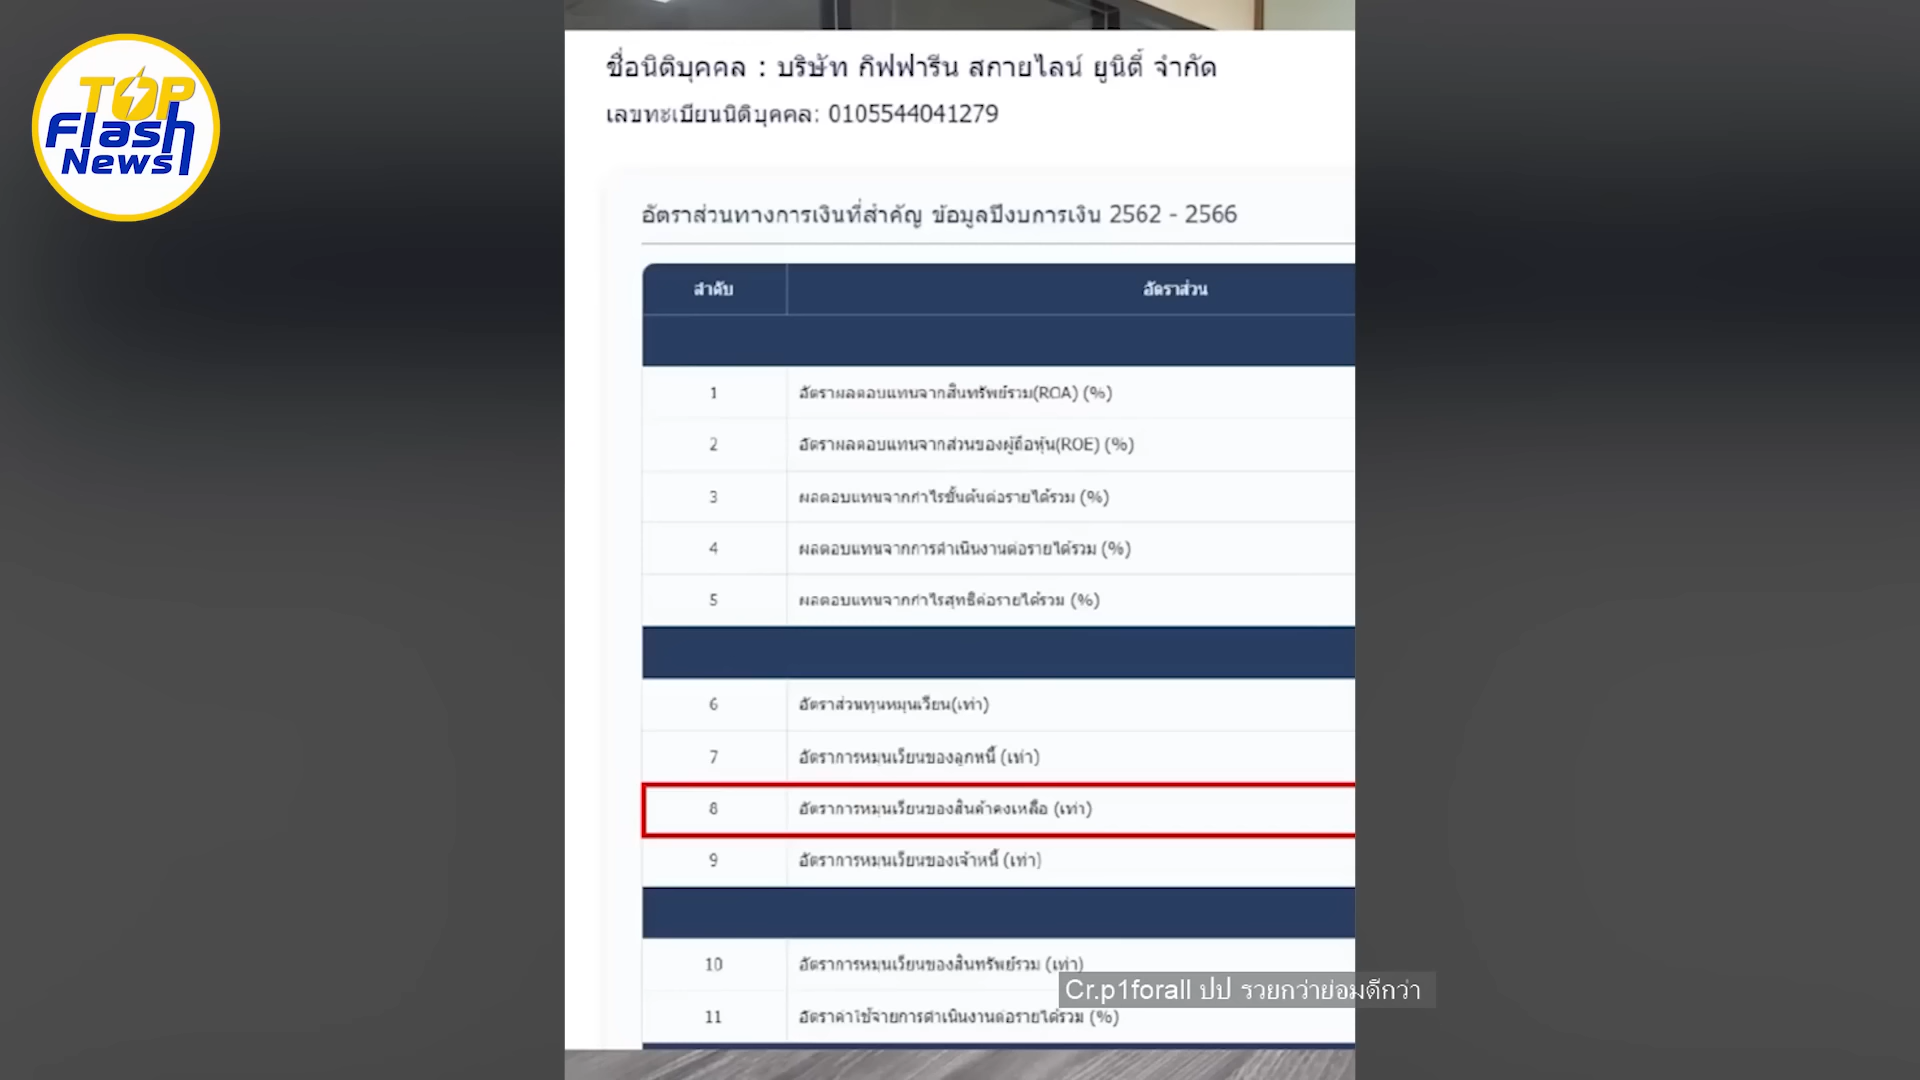 TOP
Flash
News
ชื่อนิติบุคคล : บริษัท กิฟฟารีน สกายไลน์ ยูนิตี้ จำกัด
เลขทะเบียนนิติบุคคล: 0105544041279
อัตราส่วนทางการเงินที่สำคัญ ข้อมูลปีงบการเงิน 2562 - 2566
ลำดับ อัตราส่วน
1 อัตราผลตอบแทนจากสินทรัพย์รวม(ROA) (%)
2 อัตราผลตอบแทนจากส่วนของผู้ถือหุ้น(ROE) (%)
3 ผลตอบแทนจากกำไรขั้นต้นต่อรายได้รวม (%)
4 ผลตอบแทนจากการดำเนินงานต่อรายได้รวม (%)
5 ผลตอบแทนจากกำไรสุทธิต่อรายได้รวม (%)
6 อัตราส่วนทุนหมุนเวียน(เท่า)
7 อัตราการหมุนเวียนของลูกหนี้ (เท่า)
8 อัตราการหมุนเวียนของสินค้าคงเหลือ (เท่า)
9 อัตราการหมุนเวียนของเจ้าหนี้ (เท่า)
10 อัตราการหมุนเวียนของสินทรัพย์รวม (เท่า)
11 อัตราค่าใช้จ่ายการดำเนินงานต่อรายได้รวม (%)
Cr.p1forall ปป รวยกว่าย่อมดีกว่า